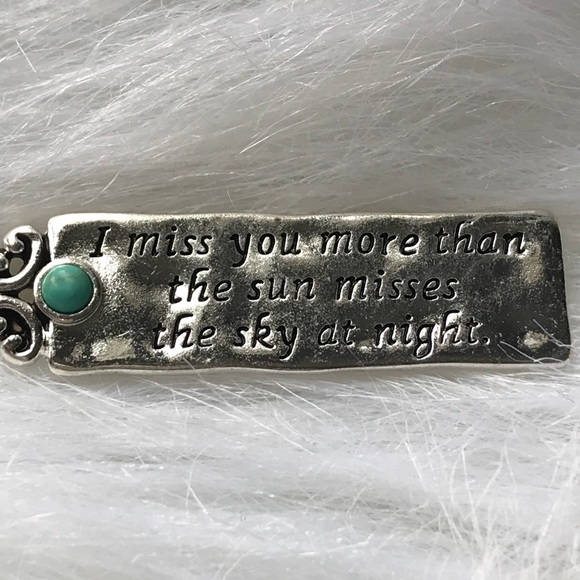 I miss you more than
the sun misses
the sky at night.